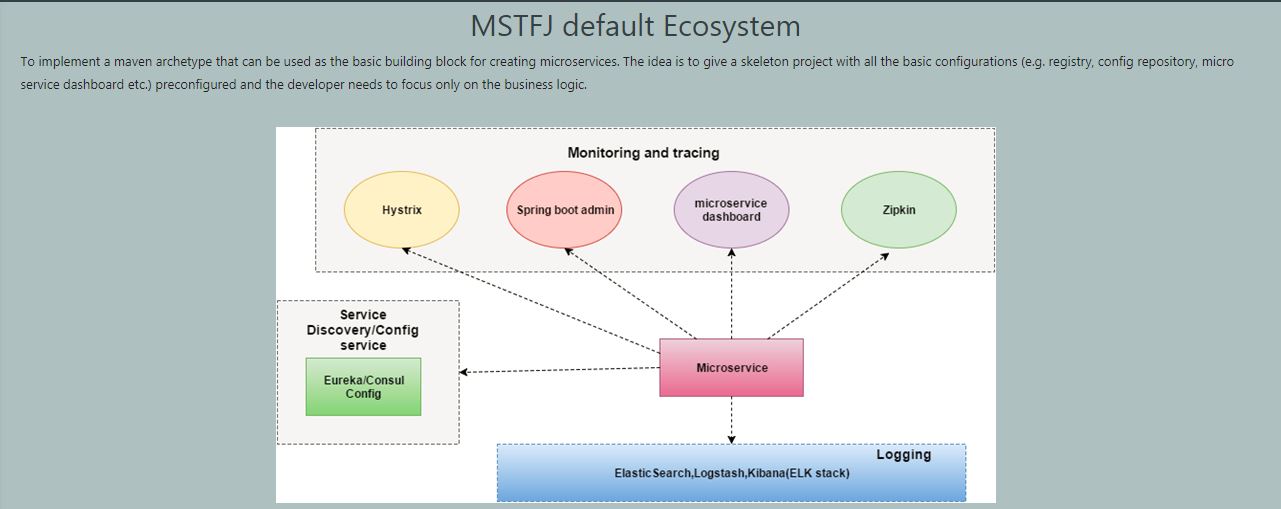 MSTFJ default Ecosystem
To implement a maven archetype that can be used as the basic building block for creating microservices. The idea is to give a skeleton project with all the basic configurations (e.g. registry, config repository, micro
service dashboard etc.) preconfigured and the developer needs to focus only on the business logic.
Monitoring and tracing
Hystrix
Spring boot admin
microservice
dashboard
Zipkin
Service
Discovery/Config
service
Eureka/Consul
Config
Microservice
Logging
ElasticSearch,Logstash,Kibana(ELK stack)